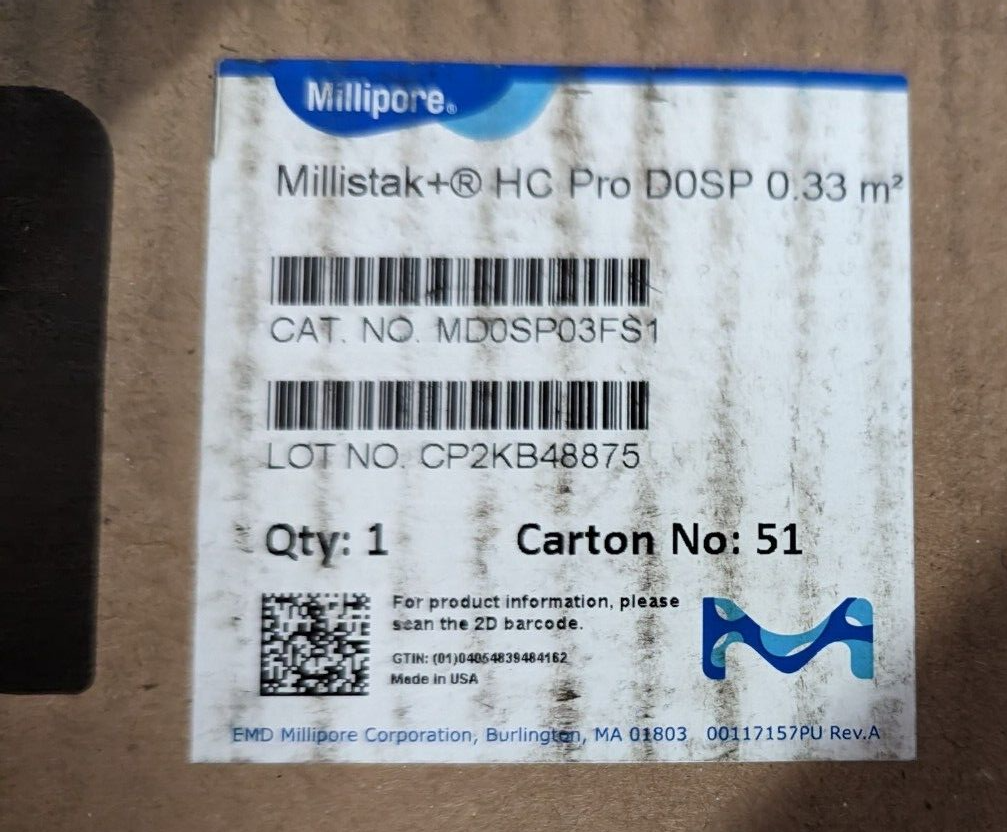 Millipore®
Millistak+® HC Pro D0SP 0.33 m²
CAT. NO. MD0SP03FS1
LOT NO. CP2KB48875
Qty: 1 Carton No: 51
For product information, please
scan the 2D barcode.
GTIN: (01)04054839484162
Made in USA
EMD Millipore Corporation, Burlington, MA 01803 00117157PU Rev.A